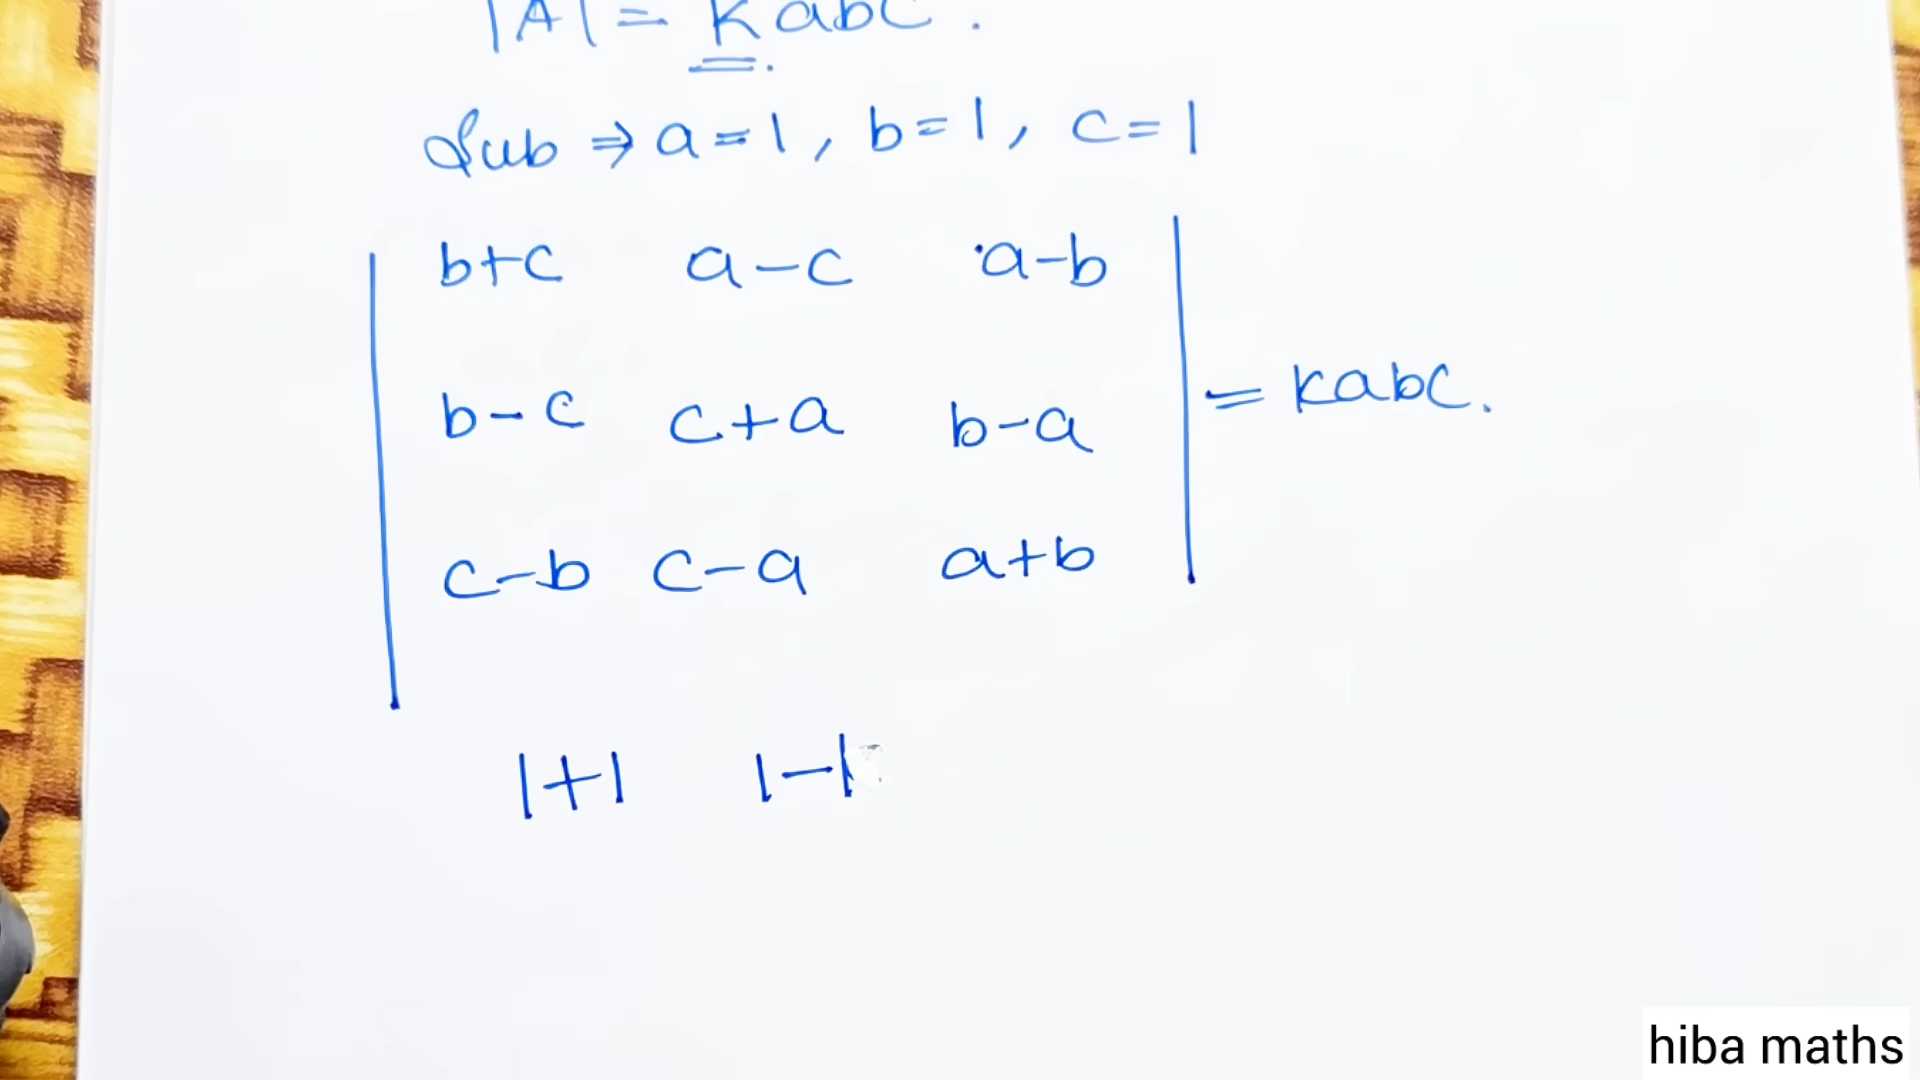 |A| = kabc.
Sub ⇒ a=1, b=1, c=1
b+c a-c a-b
b-c c+a b-a = kabc.
c-b c-a a+b
1+1 1-1
hiba maths